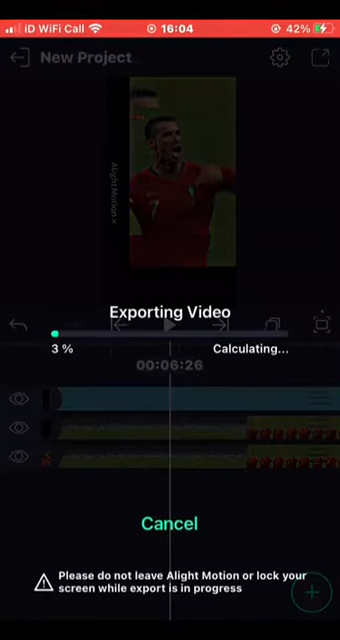 iD WiFi Call 16:04 42%
New Project
Alight Motion ×
7
Exporting Video
3 % Calculating...
00:06:26
Cancel
Please do not leave Alight Motion or lock your
screen while export is in progress